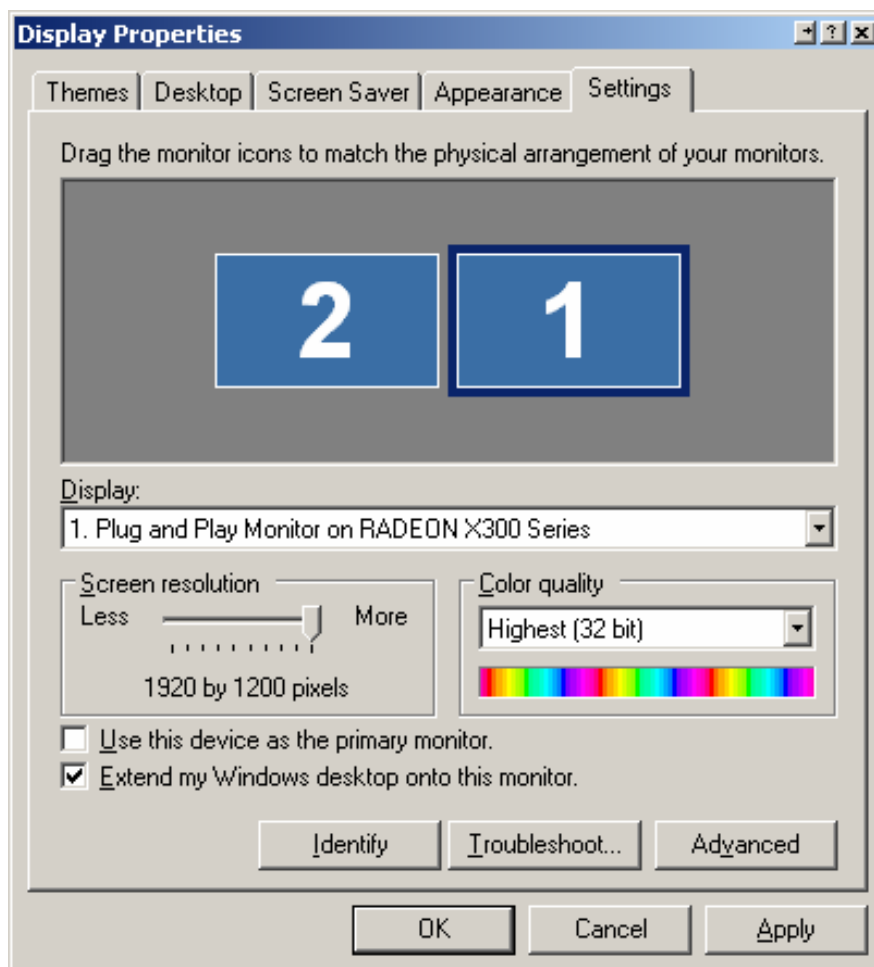 Display Properties
Themes Desktop Screen Saver Appearance Settings
Drag the monitor icons to match the physical arrangement of your monitors.
2 1
Display:
1. Plug and Play Monitor on RADEON X300 Series
Screen resolution
Less More
1920 by 1200 pixels
Color quality
Highest (32 bit)
Use this device as the primary monitor.
Extend my Windows desktop onto this monitor.
Identify Troubleshoot... Advanced
OK Cancel Apply